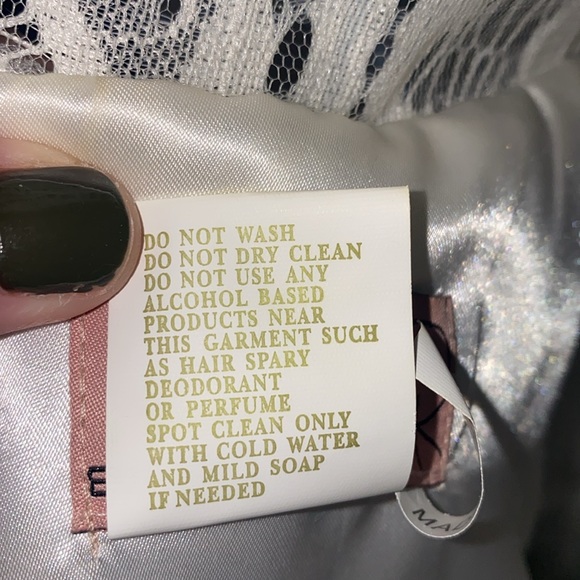 DO NOT WASH
DO NOT DRY CLEAN
DO NOT USE ANY
ALCOHOL BASED
PRODUCTS NEAR
THIS GARMENT SUCH
AS HAIR SPARY
DEODORANT
OR PERFUME
SPOT CLEAN ONLY
WITH COLD WATER
AND MILD SOAP
IF NEEDED